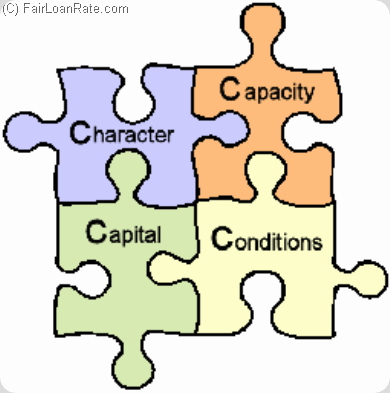 (C) FairLoanRate.com
Capacity
Character
Capital
Conditions